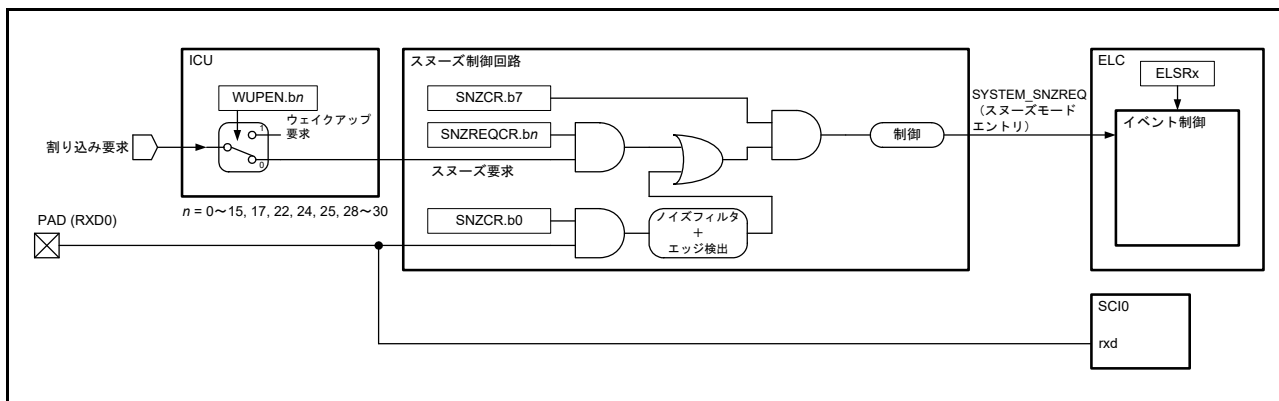 ICU
WUPEN.bn
ウェイクアップ
要求
1
0
割り込み要求
n = 0～15, 17, 22, 24, 25, 28～30
PAD (RXD0)
スヌーズ制御回路
SNZCR.b7
SNZREQCR.bn
スヌーズ要求
SNZCR.b0
ノイズフィルタ
＋
エッジ検出
制御
SYSTEM_SNZREQ
（スヌーズモード
エントリ）
ELC
ELSRx
イベント制御
SCI0
rxd